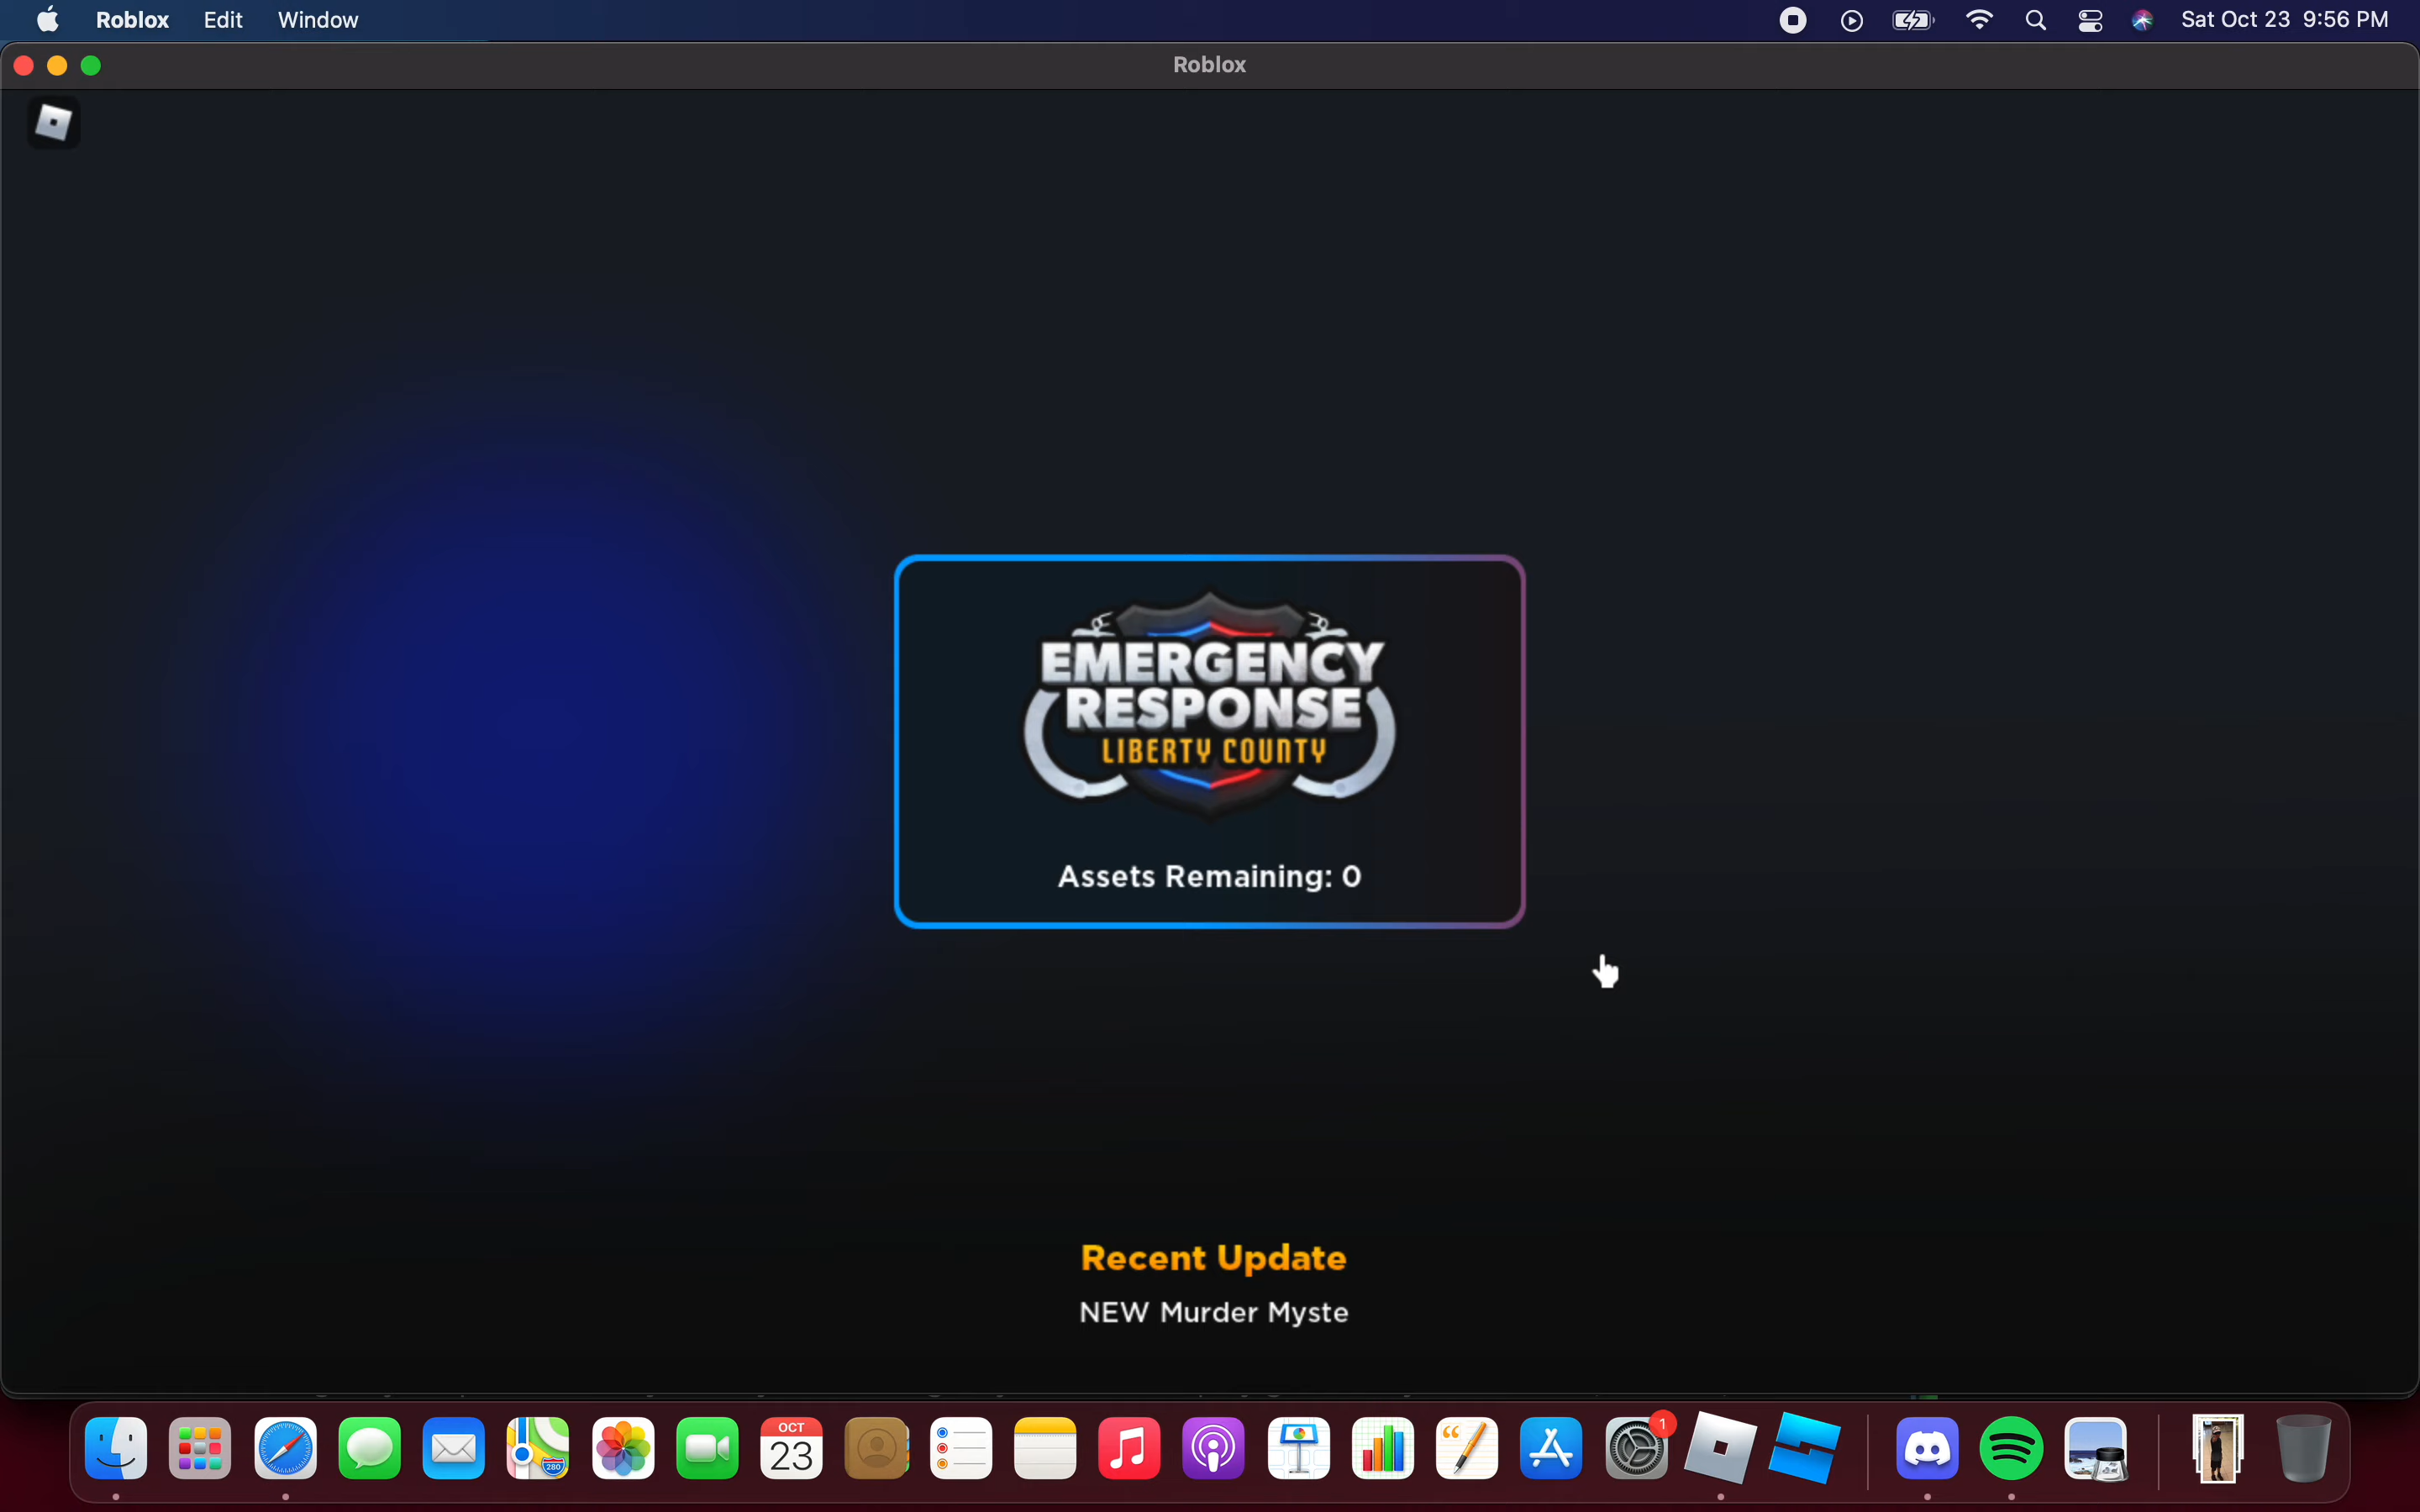 Roblox Edit Window Sat Oct 23 9:56 PM
Roblox
EMERGENCY
RESPONSE
LIBERTY COUNTY
Assets Remaining: 0
Recent Update
NEW Murder Myste
OCT
23
280
1